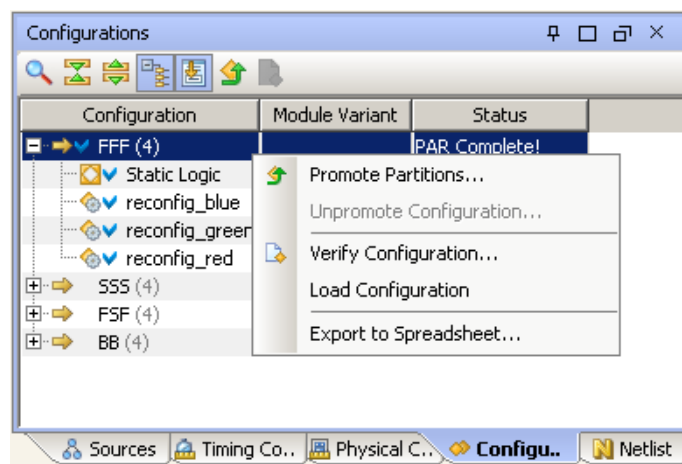 Configurations
Configuration Module Variant Status
FFF (4) PAR Complete!
Static Logic
reconfig_blue
reconfig_green
reconfig_red
SSS (4)
FSF (4)
BB (4)
Promote Partitions...
Unpromote Configuration...
Verify Configuration...
Load Configuration
Export to Spreadsheet...
Sources Timing Co.. Physical C.. Configu.. Netlist